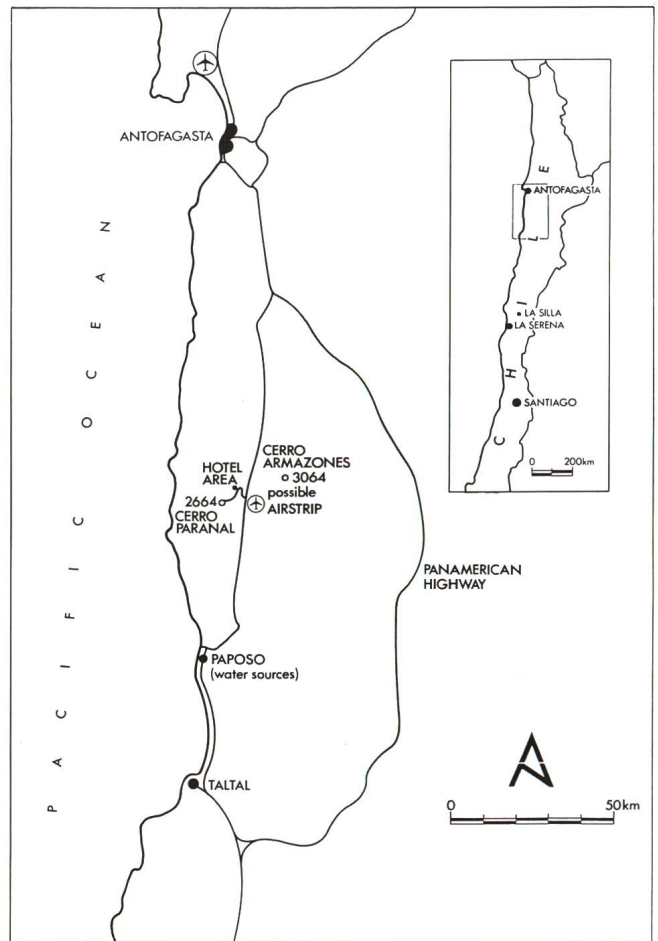 ANTOFAGASTA
PACIFIC OCEAN
HOTEL
AREA
2664
CERRO
PARANAL
CERRO
ARMAZONES
3064
possible
AIRSTRIP
PANAMERICAN
HIGHWAY
PAPOSO
(water sources)
TALTAL
CHILE
ANTOFAGASTA
LA SILLA
LA SERENA
SANTIAGO
0 200km
N
0 50km